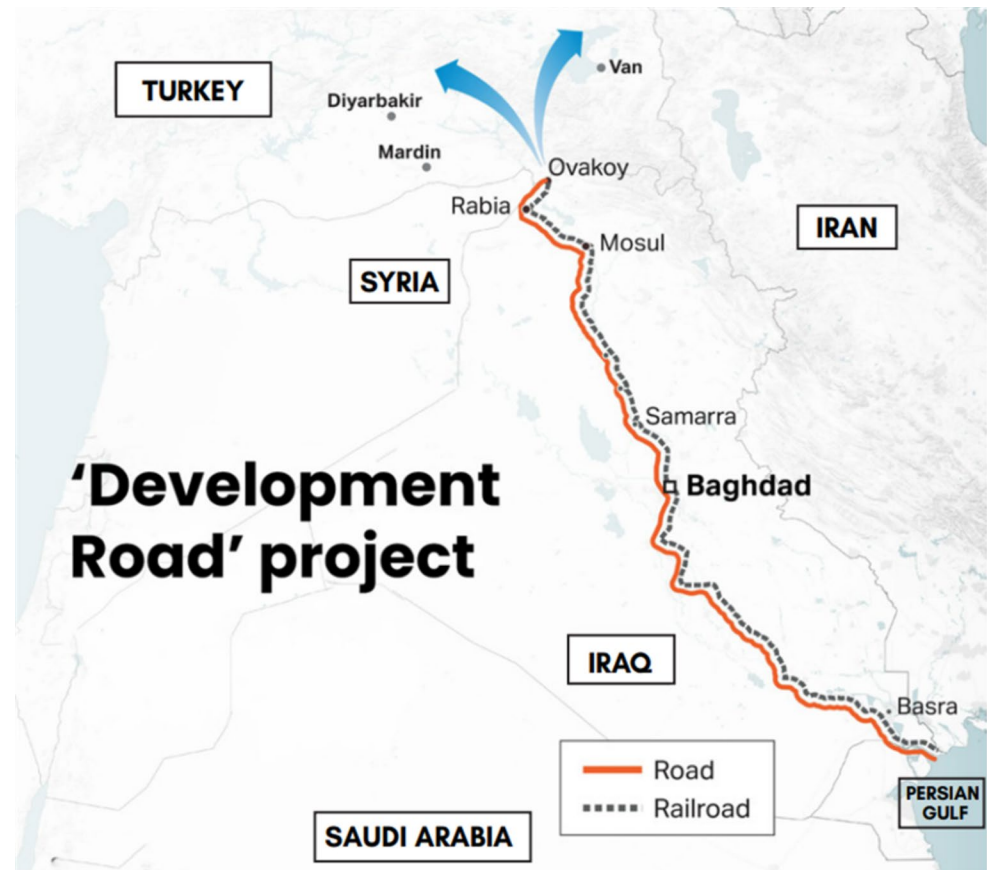 TURKEY
Van
Diyarbakir
Mardin
Ovakoy
Rabia
IRAN
Mosul
SYRIA
Samarra
‘Development
Road’ project
Baghdad
IRAQ
Basra
Road
Railroad
PERSIAN
GULF
SAUDI ARABIA